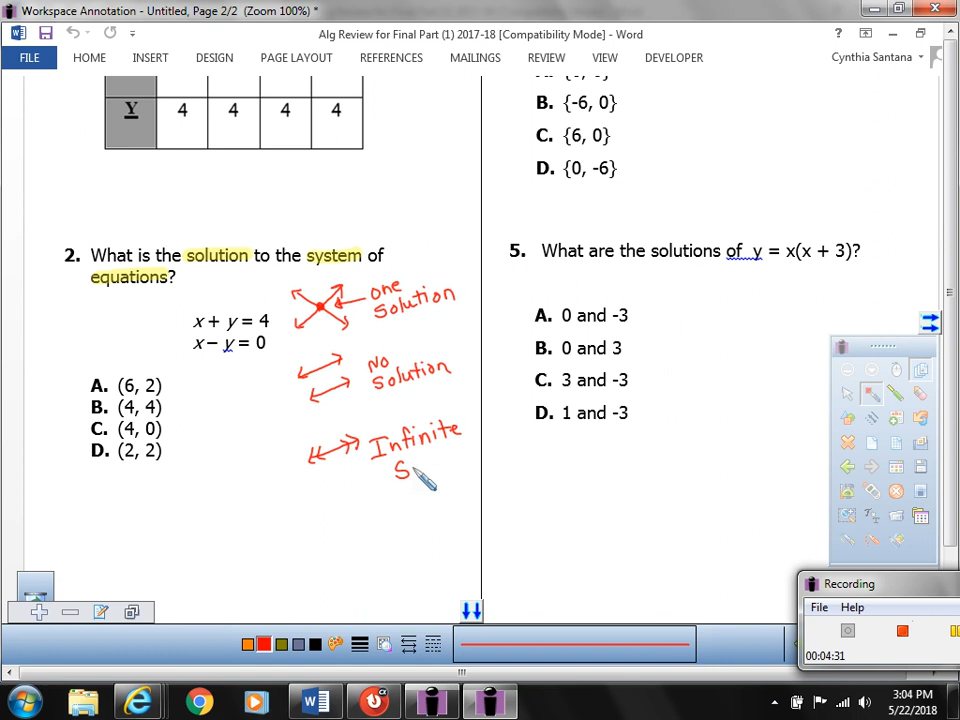 Workspace Annotation - Untitled, Page 2/2 (Zoom 100%) *
Alg Review for Final Part (1) 2017-18 [Compatibility Mode] - Word
FILE HOME INSERT DESIGN PAGE LAYOUT REFERENCES MAILINGS REVIEW VIEW DEVELOPER Cynthia Santana
Y 4 4 4 4
2. What is the solution to the system of
equations?
x + y = 4
x – y = 0
A. (6, 2)
B. (4, 4)
C. (4, 0)
D. (2, 2)
one
solution
No
Solution
Infinite
S
B. {-6, 0}
C. {6, 0}
D. {0, -6}
5. What are the solutions of y = x(x + 3)?
A. 0 and -3
B. 0 and 3
C. 3 and -3
D. 1 and -3
Recording
File Help
00:04:31
3:04 PM
5/22/2018